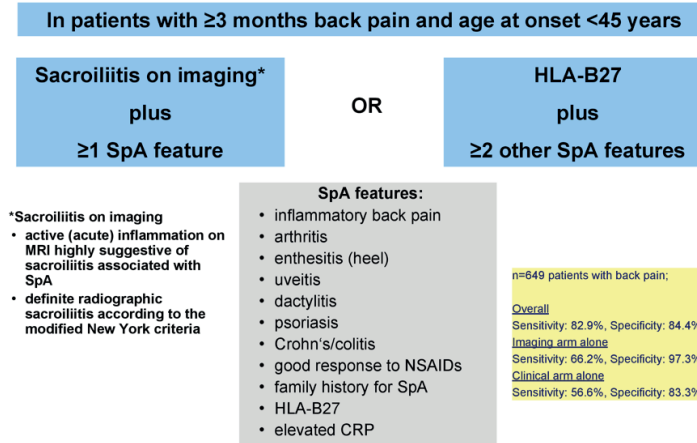 In patients with ≥3 months back pain and age at onset <45 years
Sacroiliitis on imaging*
plus
≥1 SpA feature
OR
HLA-B27
plus
≥2 other SpA features
*Sacroiliitis on imaging
• active (acute) inflammation on
MRI highly suggestive of
sacroiliitis associated with
SpA
• definite radiographic
sacroiliitis according to the
modified New York criteria
SpA features:
• inflammatory back pain
• arthritis
• enthesitis (heel)
• uveitis
• dactylitis
• psoriasis
• Crohn‘s/colitis
• good response to NSAIDs
• family history for SpA
• HLA-B27
• elevated CRP
n=649 patients with back pain;
Overall
Sensitivity: 82.9%, Specificity: 84.4%
Imaging arm alone
Sensitivity: 66.2%, Specificity: 97.3%
Clinical arm alone
Sensitivity: 56.6%, Specificity: 83.3%